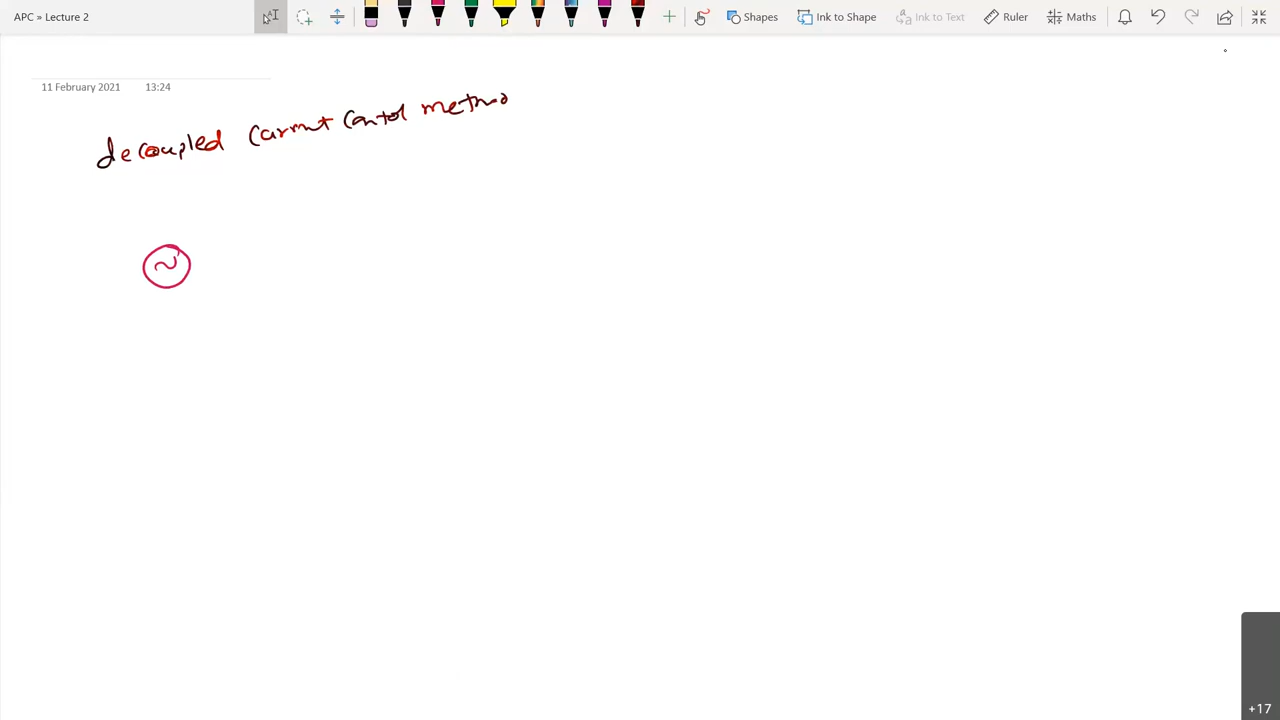 APC » Lecture 2
Shapes Ink to Shape Ink to Text Ruler Maths
11 February 2021 13:24
decoupled Current Control method
+17